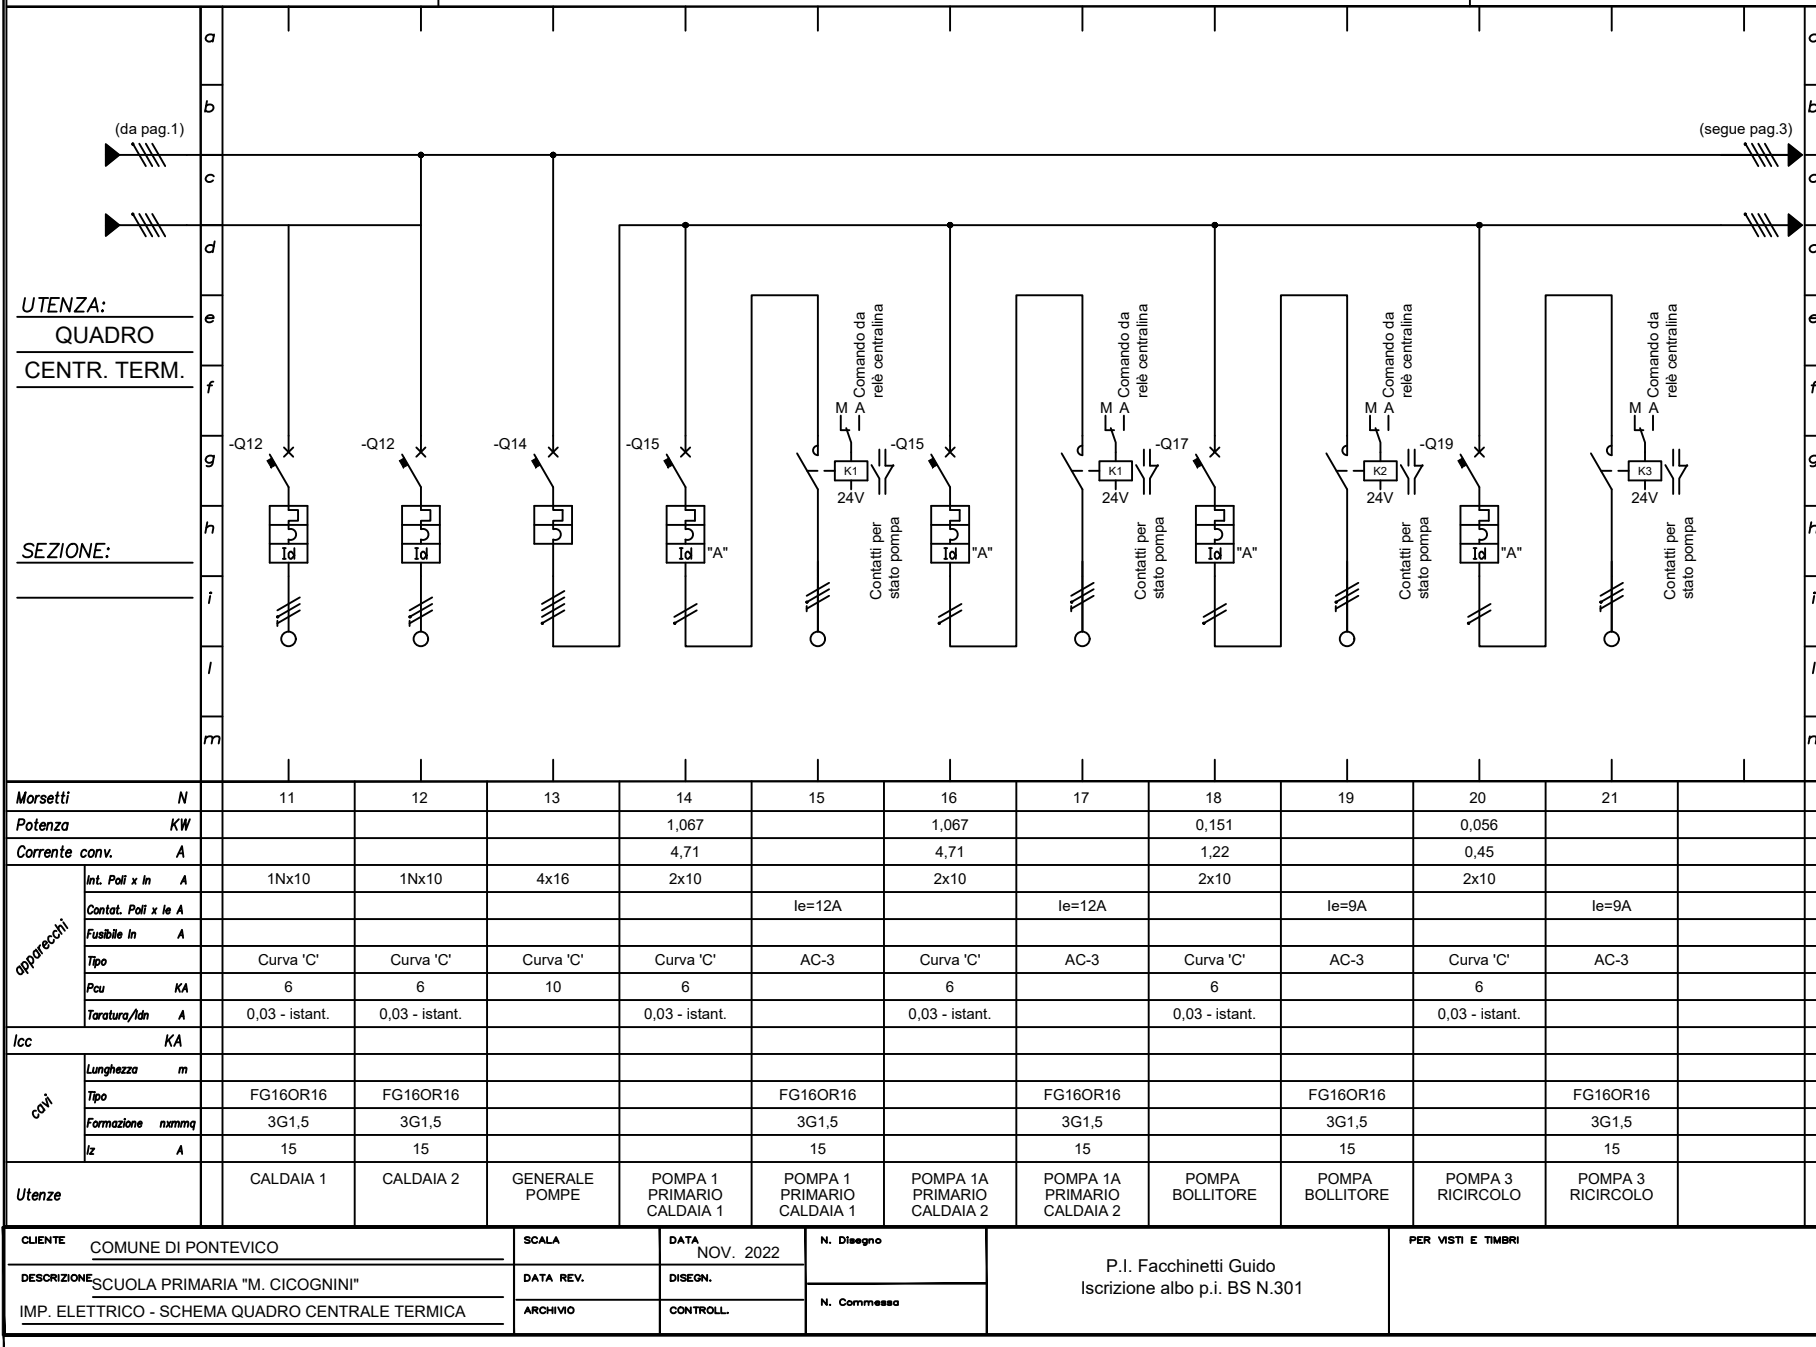 a
b
(da pag.1)
(segue pag.3)
c
d
UTENZA:
QUADRO
CENTR. TERM.
e
f
g
h
SEZIONE:
i
l
m
Comando da
relè centralina
Comando da
relè centralina
Comando da
relè centralina
Comando da
relè centralina
M A
M A
M A
M A
-Q12
-Q12
-Q14
-Q15
-Q15
-Q17
-Q19
K1
K1
K2
K3
24V
24V
24V
24V
Id
Id
Id "A"
Id "A"
Id "A"
Id "A"
Contatti per
stato pompa
Contatti per
stato pompa
Contatti per
stato pompa
Contatti per
stato pompa
Morsetti N 11 12 13 14 15 16 17 18 19 20 21
Potenza KW 1,067 1,067 0,151 0,056
Corrente conv. A 4,71 4,71 1,22 0,45
apparecchi
Int. Poli x In A 1Nx10 1Nx10 4x16 2x10 2x10 2x10 2x10
Contat. Poli x Ie A Ie=12A Ie=12A Ie=9A Ie=9A
Fusibile In A
Tipo Curva 'C' Curva 'C' Curva 'C' Curva 'C' AC-3 Curva 'C' AC-3 Curva 'C' AC-3 Curva 'C' AC-3
Pcu KA 6 6 10 6 6 6 6
Taratura/Idn A 0,03 - istant. 0,03 - istant. 0,03 - istant. 0,03 - istant. 0,03 - istant. 0,03 - istant.
Icc KA
cavi
Lunghezza m
Tipo FG16OR16 FG16OR16 FG16OR16 FG16OR16 FG16OR16 FG16OR16
Formazione nxmmq 3G1,5 3G1,5 3G1,5 3G1,5 3G1,5 3G1,5
Iz A 15 15 15 15 15 15
Utenze
CALDAIA 1
CALDAIA 2
GENERALE
POMPE
POMPA 1
PRIMARIO
CALDAIA 1
POMPA 1
PRIMARIO
CALDAIA 1
POMPA 1A
PRIMARIO
CALDAIA 2
POMPA 1A
PRIMARIO
CALDAIA 2
POMPA
BOLLITORE
POMPA
BOLLITORE
POMPA 3
RICIRCOLO
POMPA 3
RICIRCOLO
CLIENTE COMUNE DI PONTEVICO
DESCRIZIONE SCUOLA PRIMARIA "M. CICOGNINI"
IMP. ELETTRICO - SCHEMA QUADRO CENTRALE TERMICA
SCALA
DATA REV.
ARCHIVIO
DATA NOV. 2022
DISEGN.
CONTROLL.
N. Disegno
N. Commessa
P.I. Facchinetti Guido
Iscrizione albo p.i. BS N.301
PER VISTI E TIMBRI